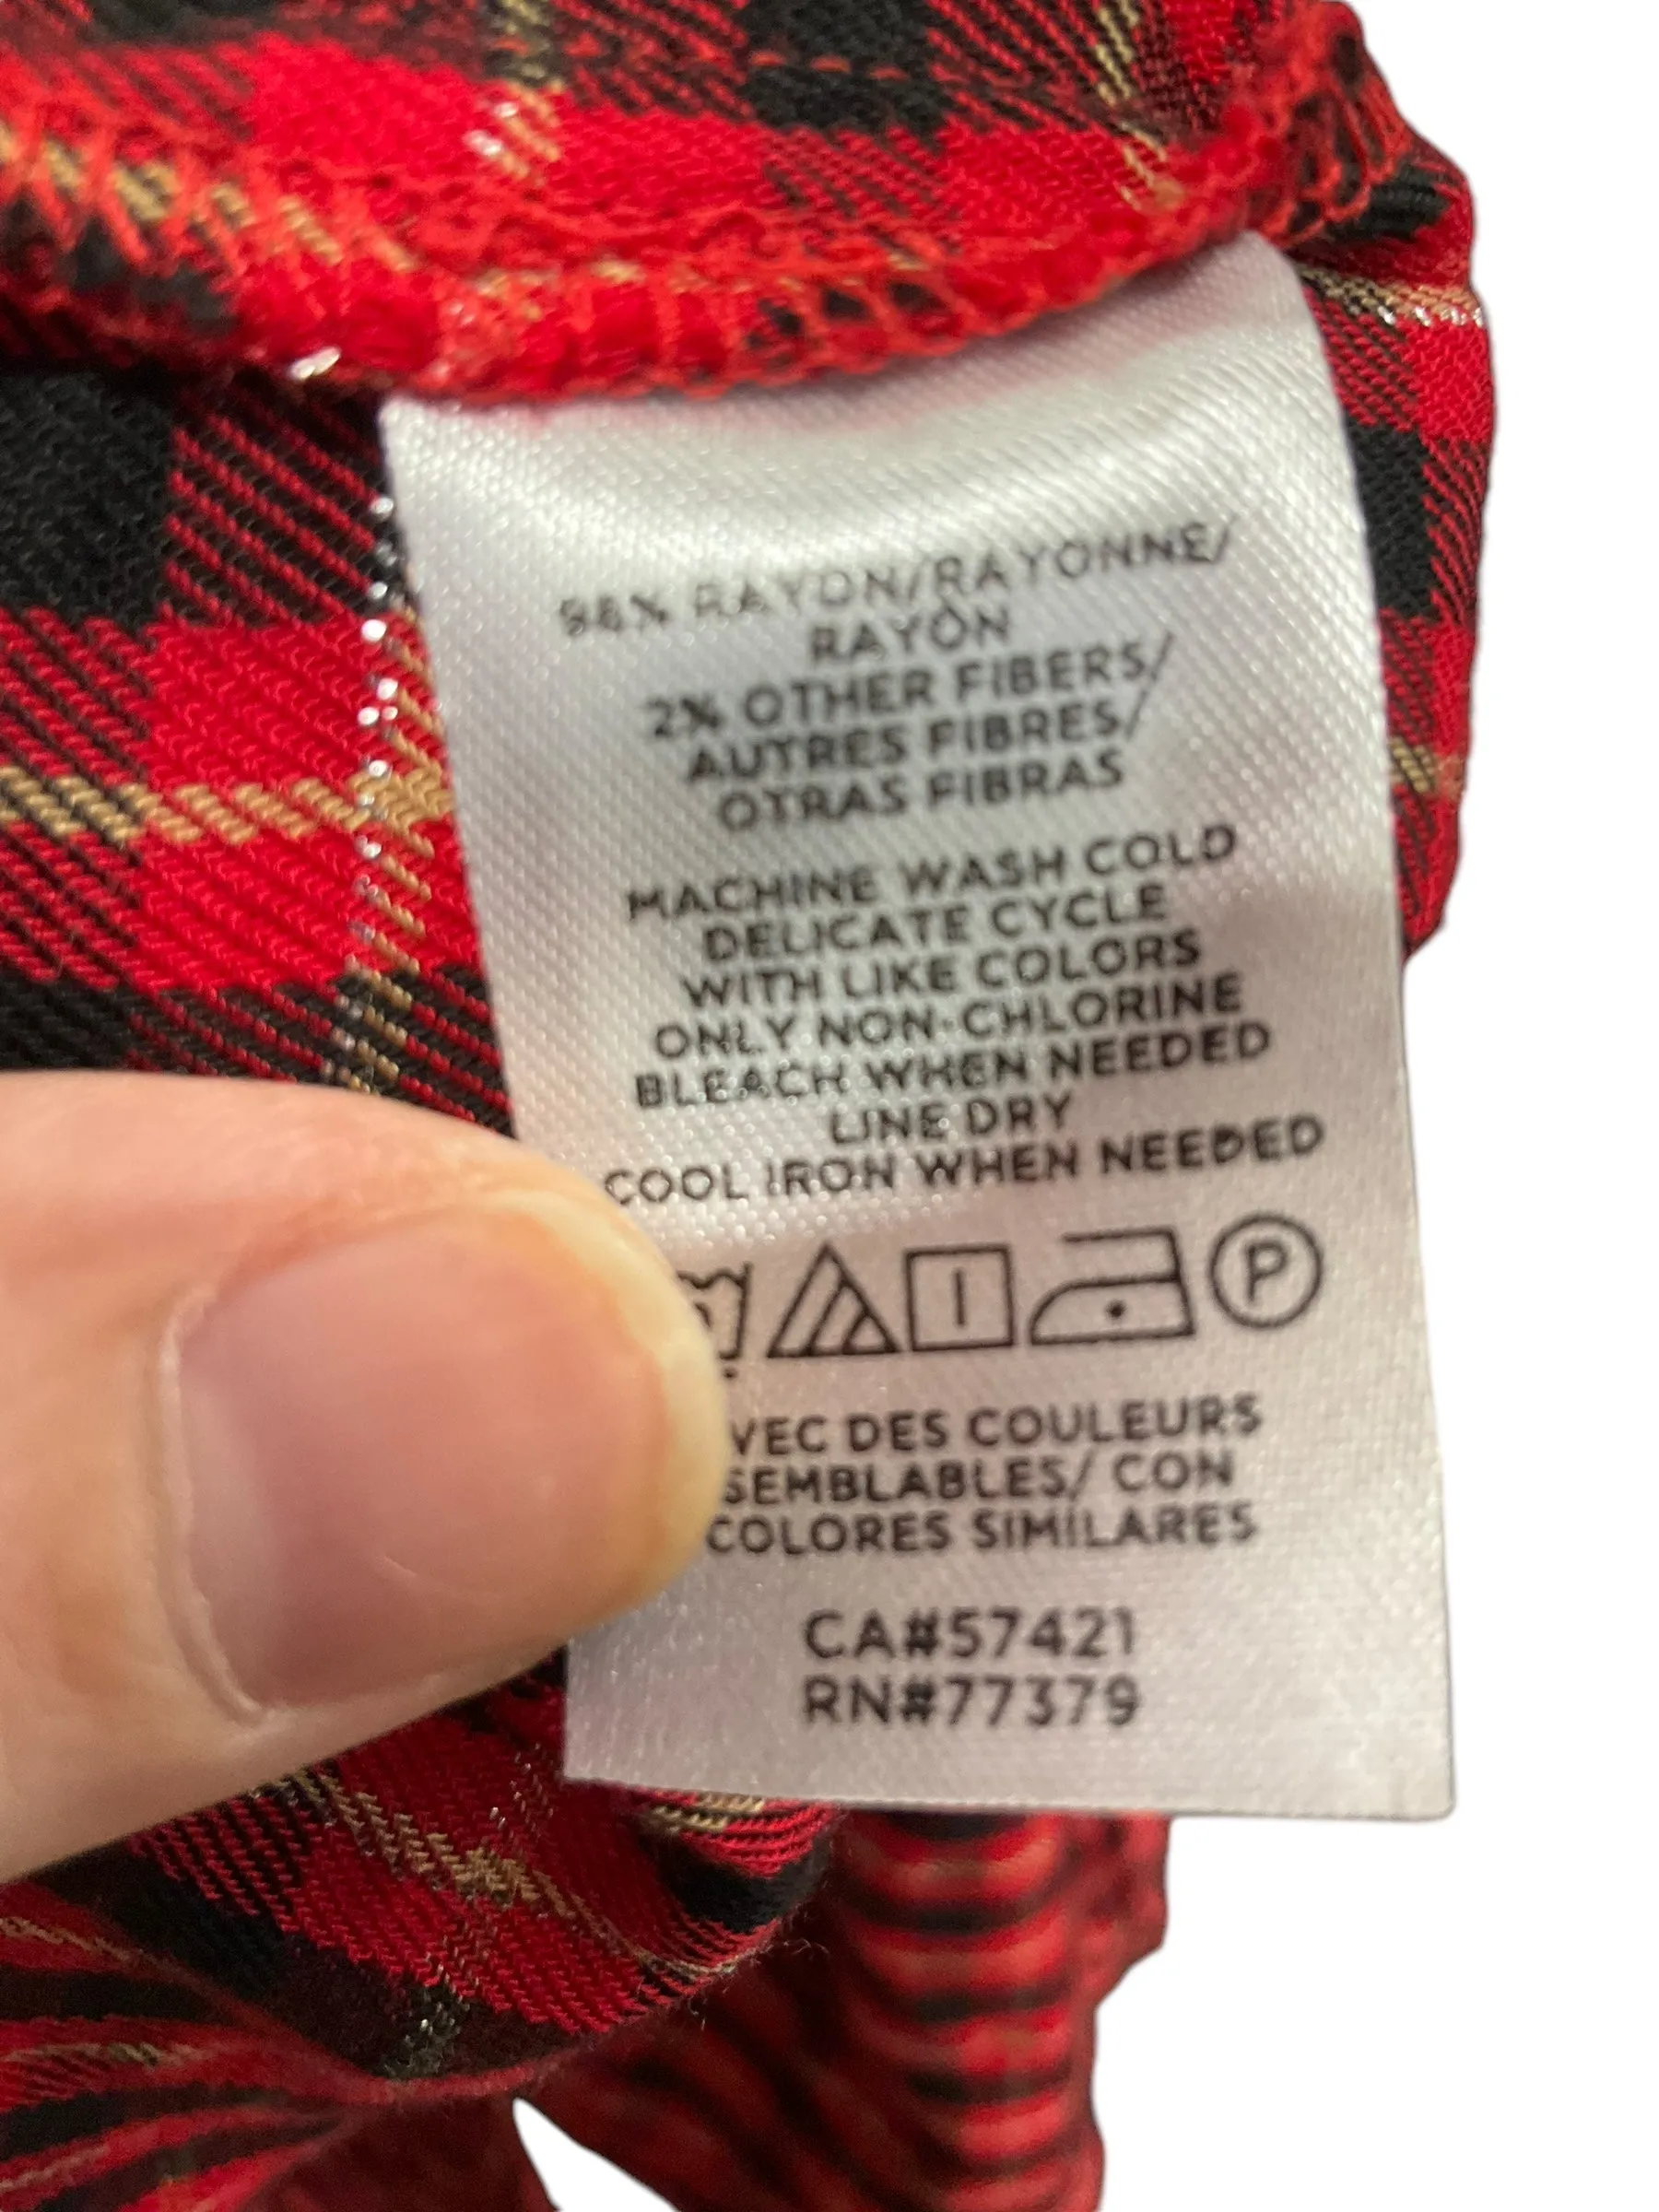 98% RAYON/RAYONNE/
RAYÓN
2% OTHER FIBERS/
AUTRES FIBRES/
OTRAS FIBRAS
MACHINE WASH COLD
DELICATE CYCLE
WITH LIKE COLORS
ONLY NON-CHLORINE
BLEACH WHEN NEEDED
LINE DRY
COOL IRON WHEN NEEDED
P
VEC DES COULEURS
SEMBLABLES/ CON
COLORES SIMILARES
CA#57421
RN#77379